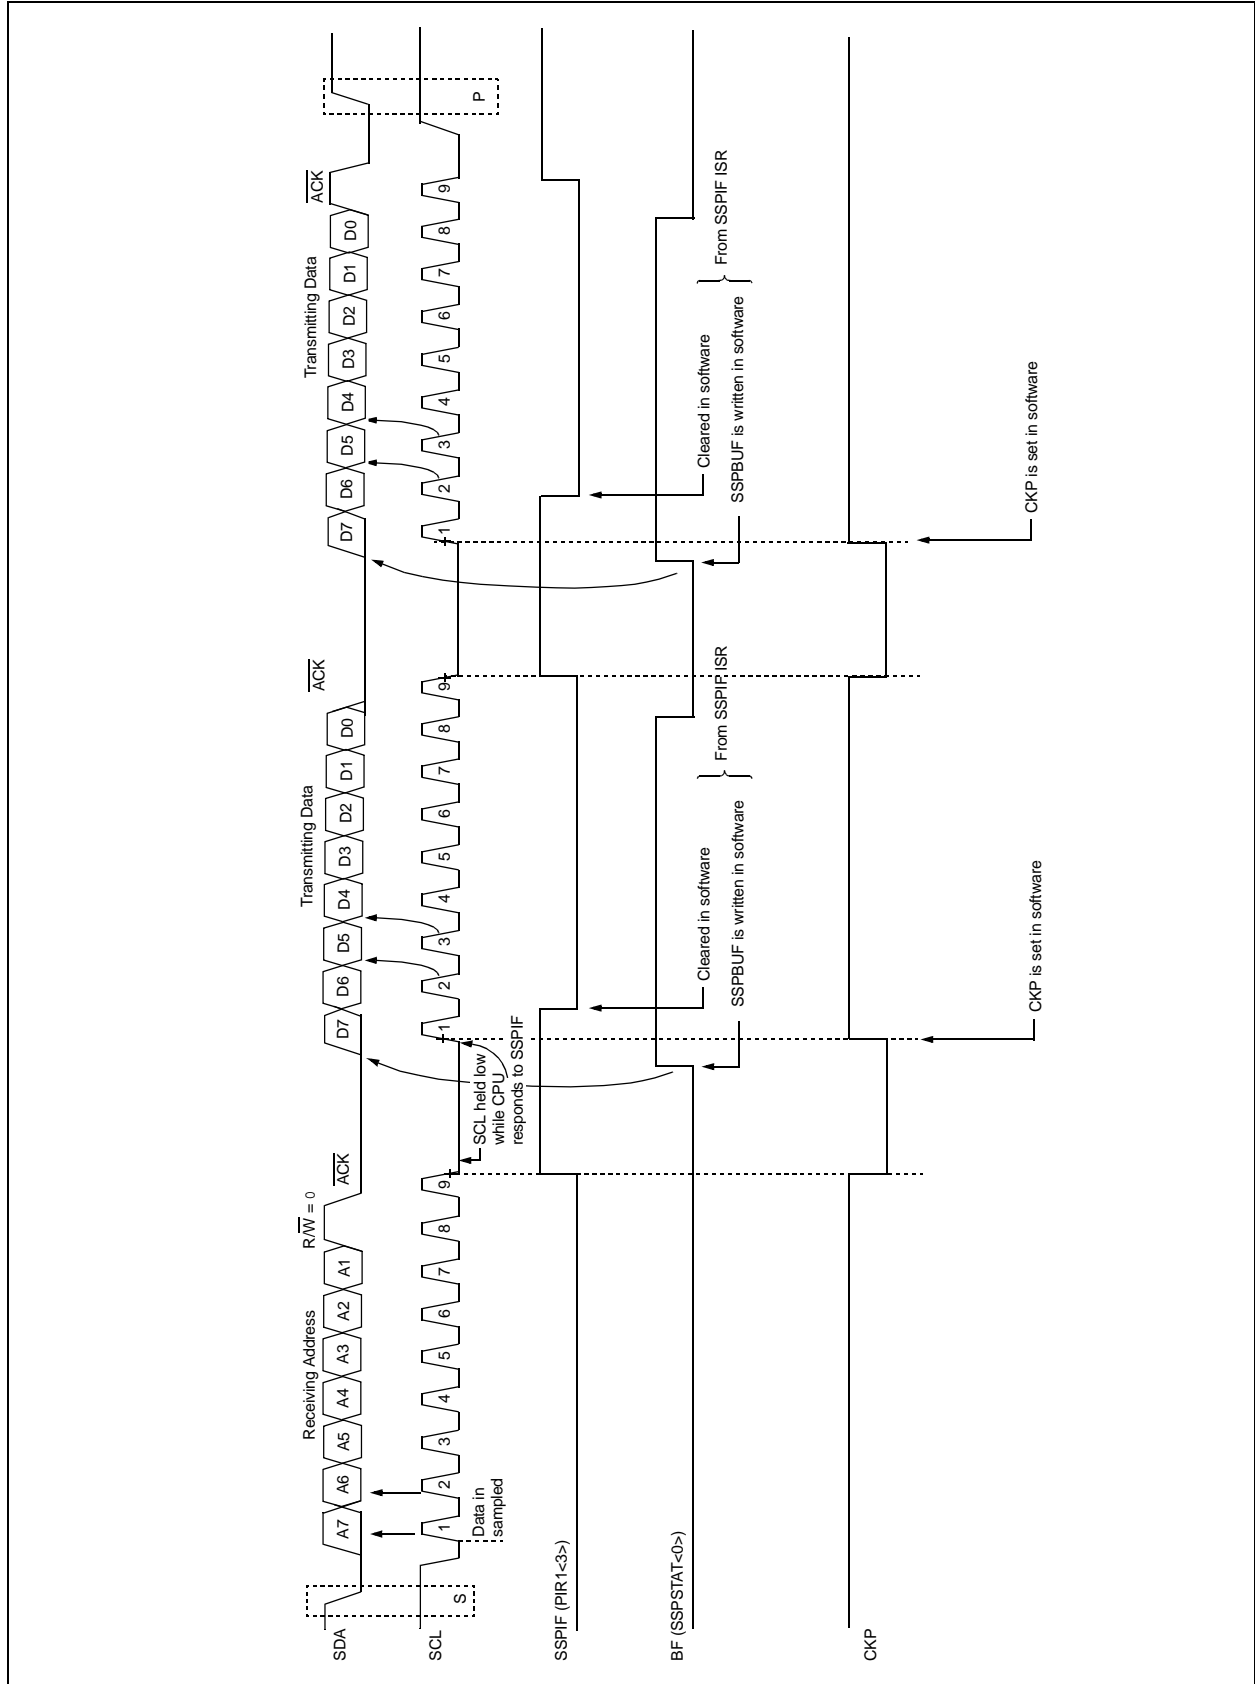 Receiving Address
R/W̅ = 0
A̅C̅K̅
Transmitting Data
A̅C̅K̅
Transmitting Data
A̅C̅K̅
SDA
A7
A6
A5
A4
A3
A2
A1
D7
D6
D5
D4
D3
D2
D1
D0
D7
D6
D5
D4
D3
D2
D1
D0
SCL
S
1
2
3
4
5
6
7
8
9
1
2
3
4
5
6
7
8
9
1
2
3
4
5
6
7
8
9
P
Data in
sampled
SCL held low
while CPU
responds to SSPIF
SSPIF (PIR1<3>)
BF (SSPSTAT<0>)
Cleared in software
SSPBUF is written in software
From SSPIF ISR
Cleared in software
SSPBUF is written in software
From SSPIF ISR
CKP
CKP is set in software
CKP is set in software